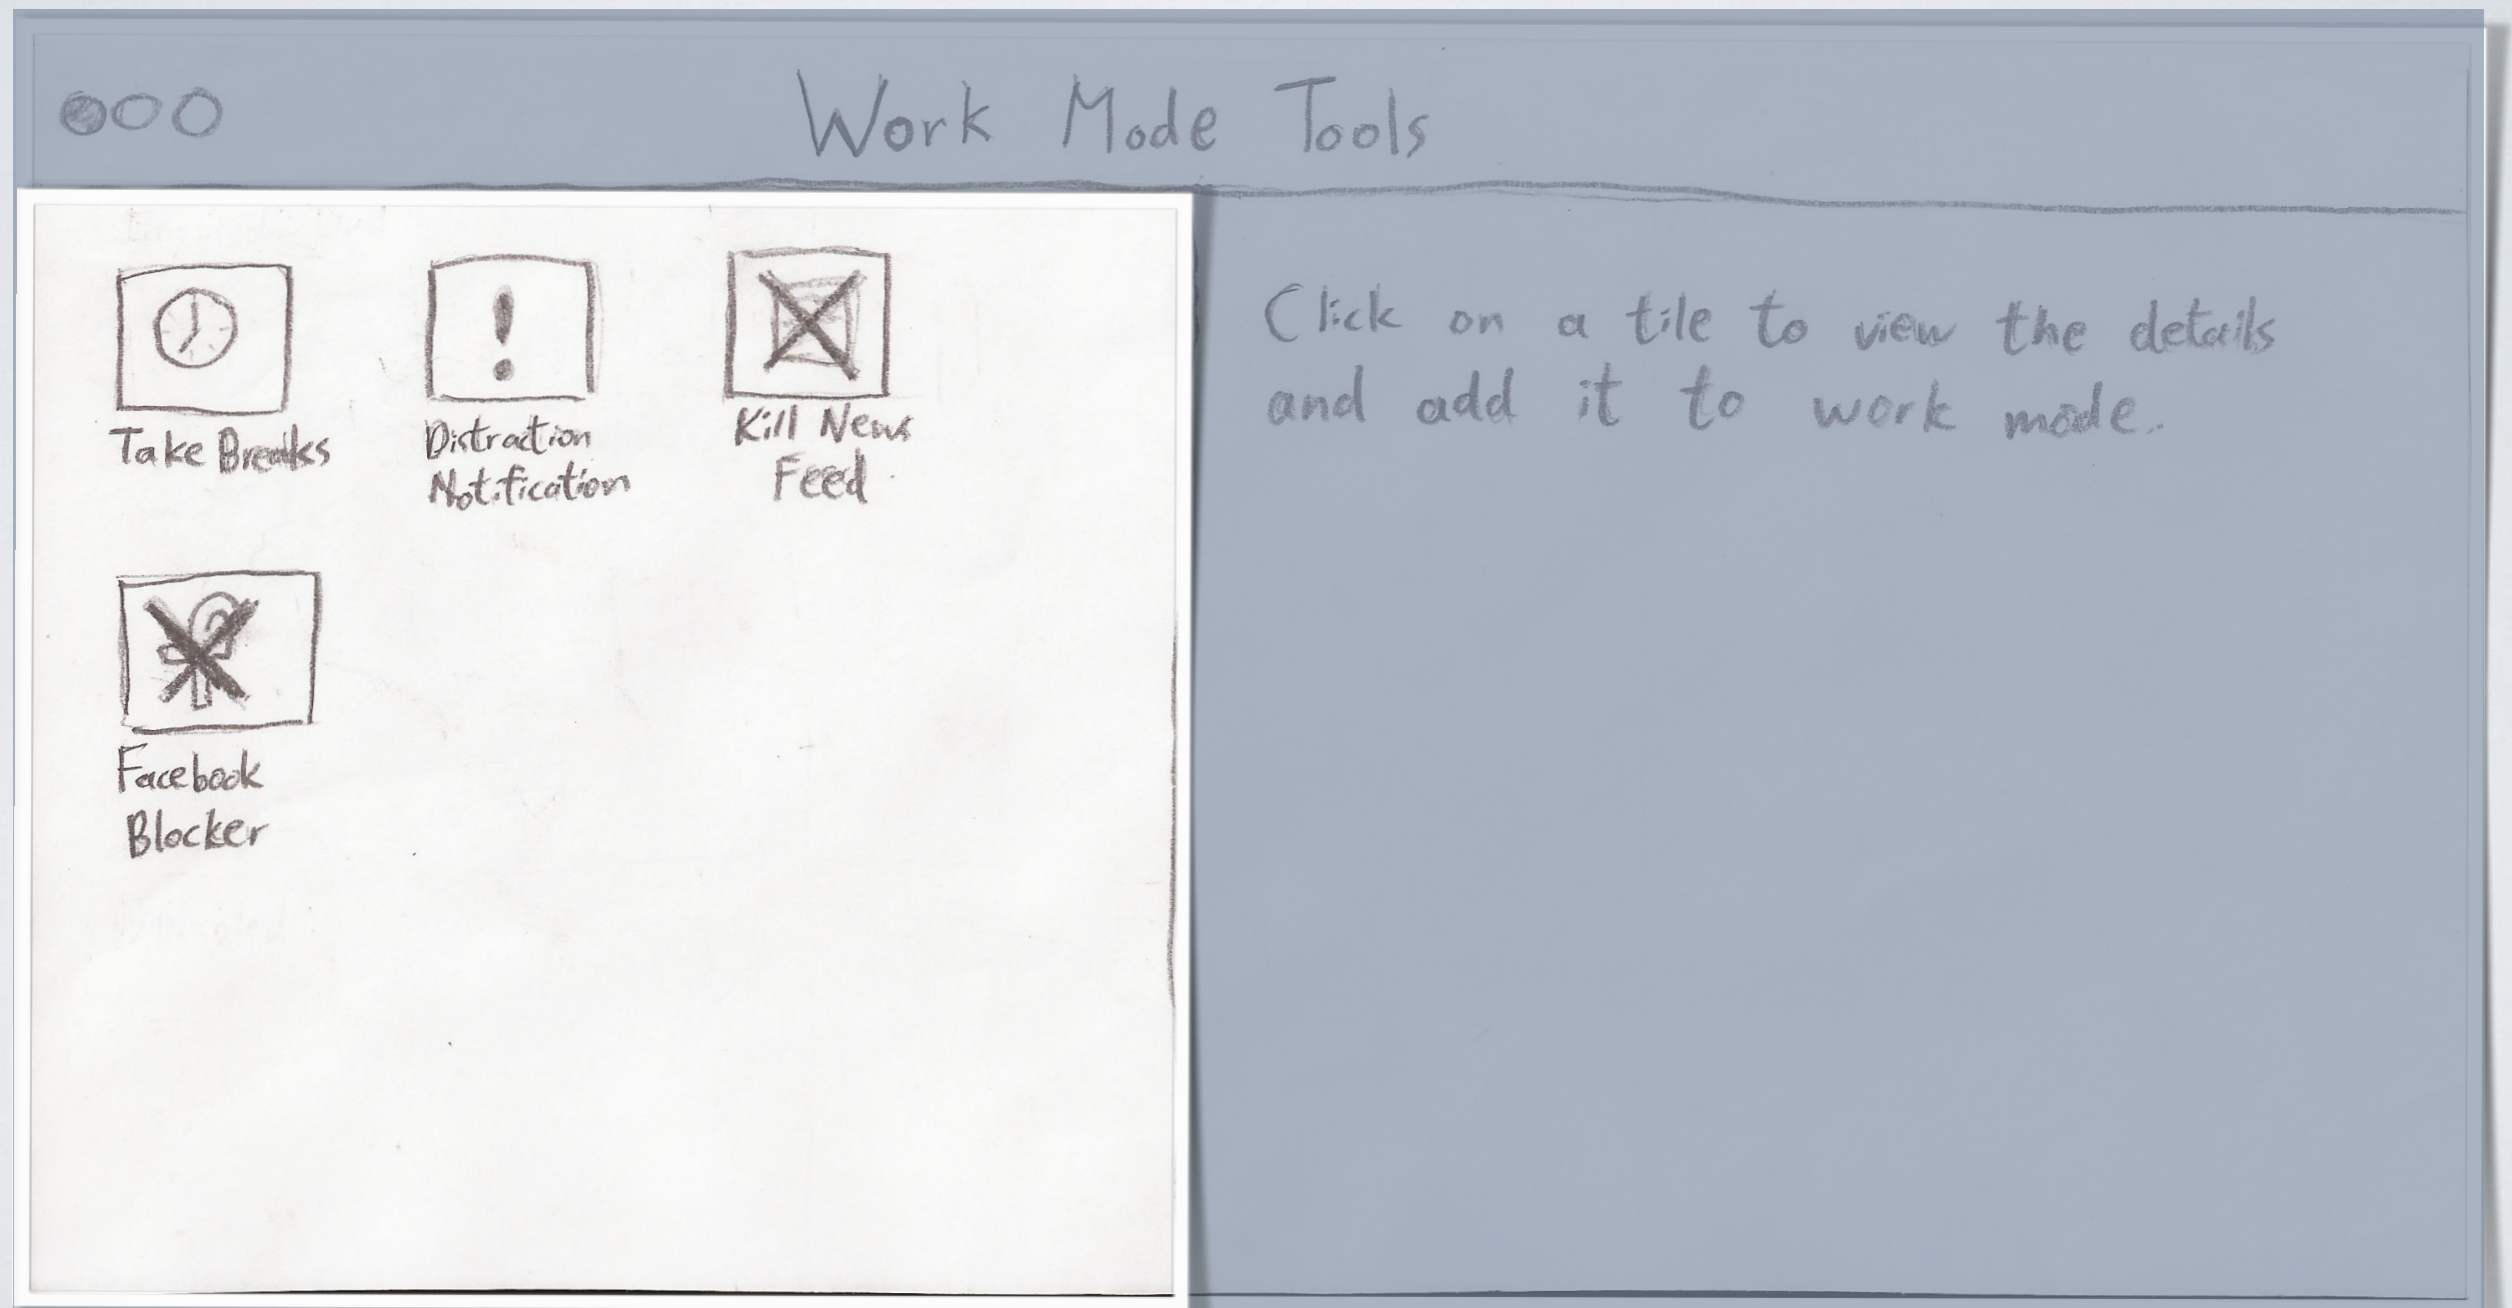 Work Mode Tools
Take Breaks
Distraction
Notification
Kill News
Feed
Facebook
Blocker
Click on a tile to view the details
and add it to work mode.